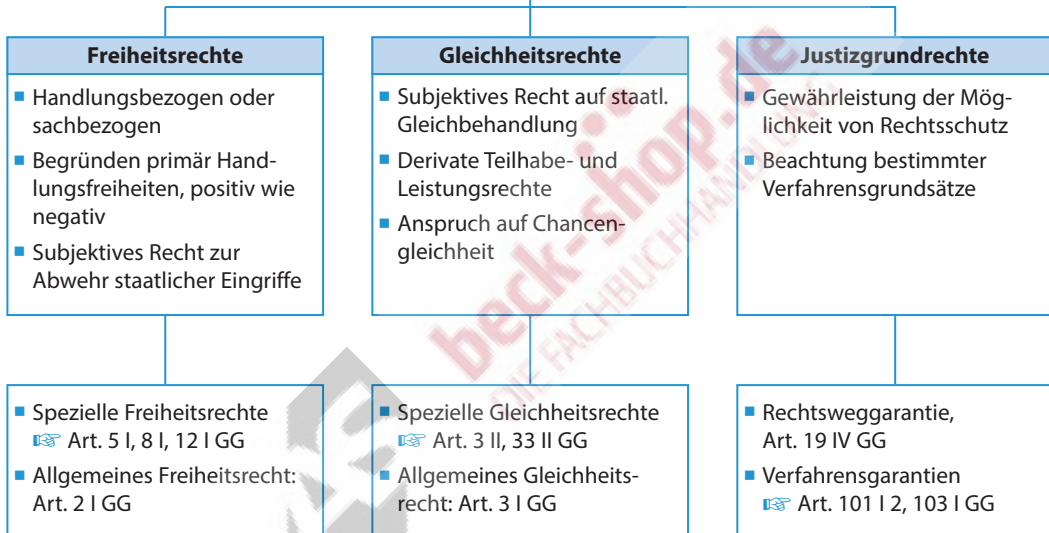 Freiheitsrechte
■ Handlungsbezogen oder
sachbezogen
■ Begründen primär Hand-
lungsfreiheiten, positiv wie
negativ
■ Subjektives Recht zur
Abwehr staatlicher Eingriffe
Gleichheitsrechte
■ Subjektives Recht auf staatl.
Gleichbehandlung
■ Derivate Teilhabe- und
Leistungsrechte
■ Anspruch auf Chancen-
gleichheit
Justizgrundrechte
■ Gewährleistung der Mög-
lichkeit von Rechtsschutz
■ Beachtung bestimmter
Verfahrensgrundsätze
■ Spezielle Freiheitsrechte
☞ Art. 5 I, 8 I, 12 I GG
■ Allgemeines Freiheitsrecht:
Art. 2 I GG
■ Spezielle Gleichheitsrechte
☞ Art. 3 II, 33 II GG
■ Allgemeines Gleichheits-
recht: Art. 3 I GG
■ Rechtsweggarantie,
Art. 19 IV GG
■ Verfahrensgarantien
☞ Art. 101 I 2, 103 I GG
beck-shop.de
DIE FACHBUCHHANDLUNG